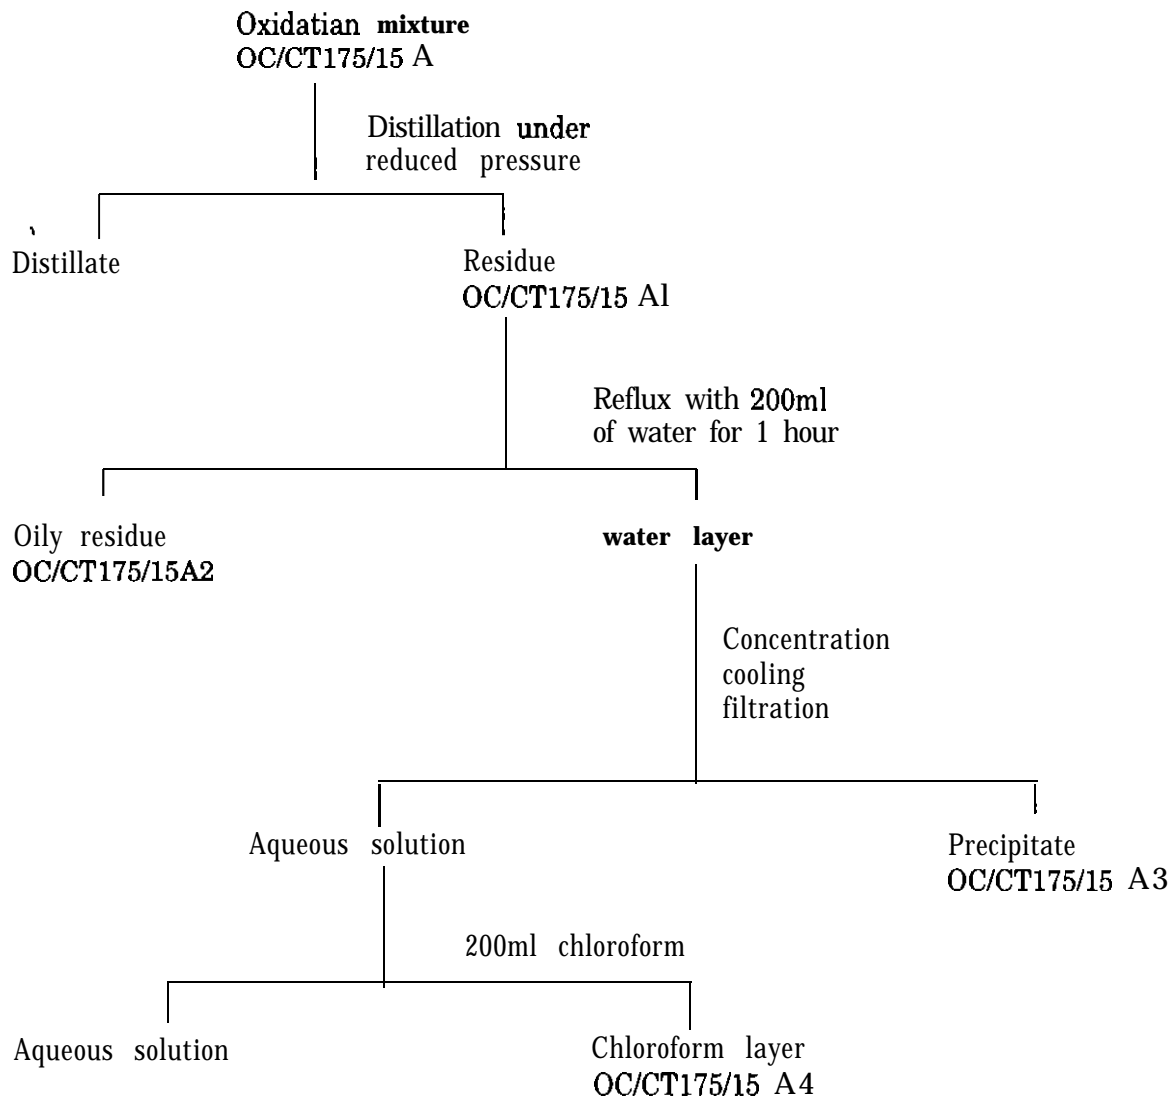 Oxidatian mixture
OC/CT175/15 A
Distillation under
reduced pressure
Distillate
Residue
OC/CT175/15 Al
Reflux with 200ml
of water for 1 hour
Oily residue
OC/CT175/15A2
water layer
Concentration
cooling
filtration
Aqueous solution
Precipitate
OC/CT175/15 A3
200ml chloroform
Aqueous solution
Chloroform layer
OC/CT175/15 A4